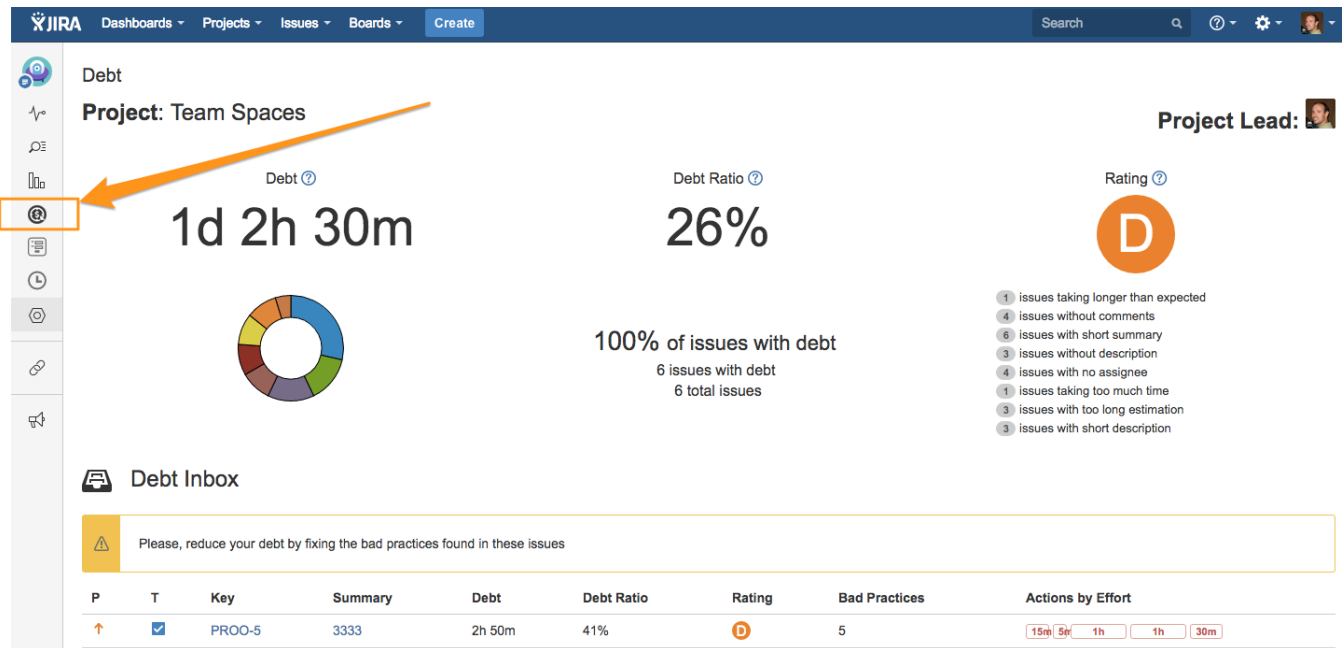 JIRA Dashboards Projects Issues Boards Create Search
Debt
Project: Team Spaces
Project Lead:
Debt
Debt Ratio
Rating
1d 2h 30m
26%
D
1 issues taking longer than expected
4 issues without comments
6 issues with short summary
3 issues without description
4 issues with no assignee
1 issues taking too much time
3 issues with too long estimation
3 issues with short description
100% of issues with debt
6 issues with debt
6 total issues
Debt Inbox
Please, reduce your debt by fixing the bad practices found in these issues
P T Key Summary Debt Debt Ratio Rating Bad Practices Actions by Effort
PROO-5 3333 2h 50m 41% D 5 15m 5m 1h 1h 30m